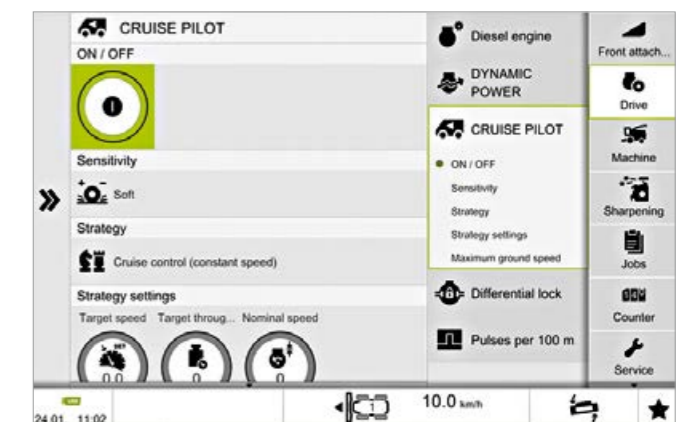 CRUISE PILOT
ON / OFF
Sensitivity
Soft
Strategy
Cruise control (constant speed)
Strategy settings
Target speed Target throug... Nominal speed
SET
0.0 0 0
Diesel engine
DYNAMIC
POWER
CRUISE PILOT
ON / OFF
Sensitivity
Strategy
Strategy settings
Maximum ground speed
Differential lock
Pulses per 100 m
Front attach...
Drive
Machine
Sharpening
Jobs
Counter
Service
24.01 11:02
1
10.0 km/h